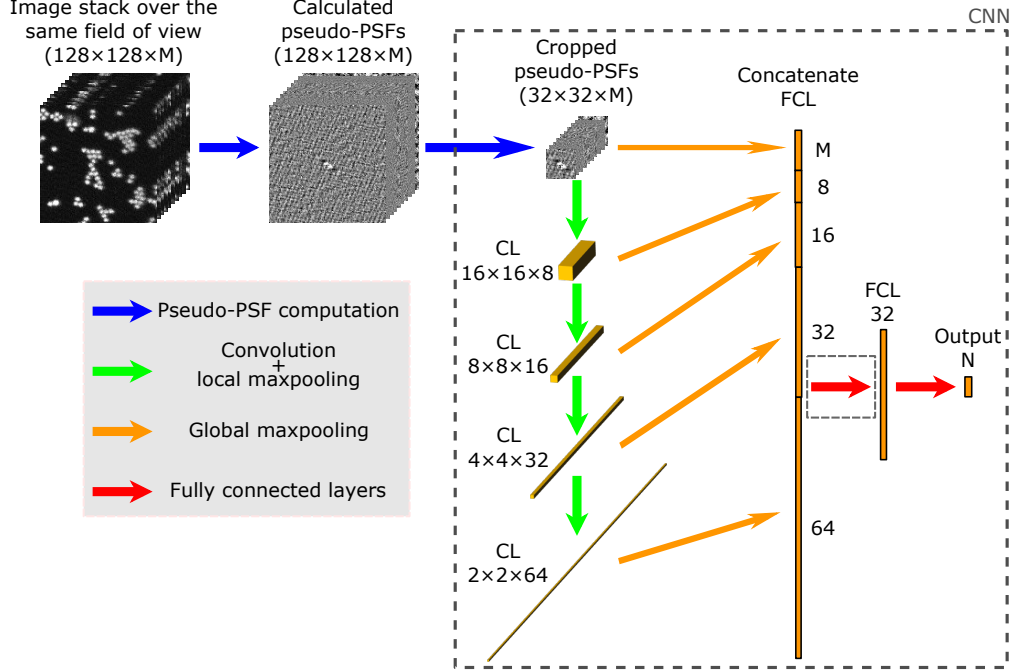 Image stack over the
same field of view
(128×128×M)
Calculated
pseudo-PSFs
(128×128×M)
CNN
Cropped
pseudo-PSFs
(32×32×M)
Concatenate
FCL
M
8
16
32
64
CL
16×16×8
CL
8×8×16
CL
4×4×32
CL
2×2×64
FCL
32
Output
N
Pseudo-PSF computation
Convolution
+
local maxpooling
Global maxpooling
Fully connected layers